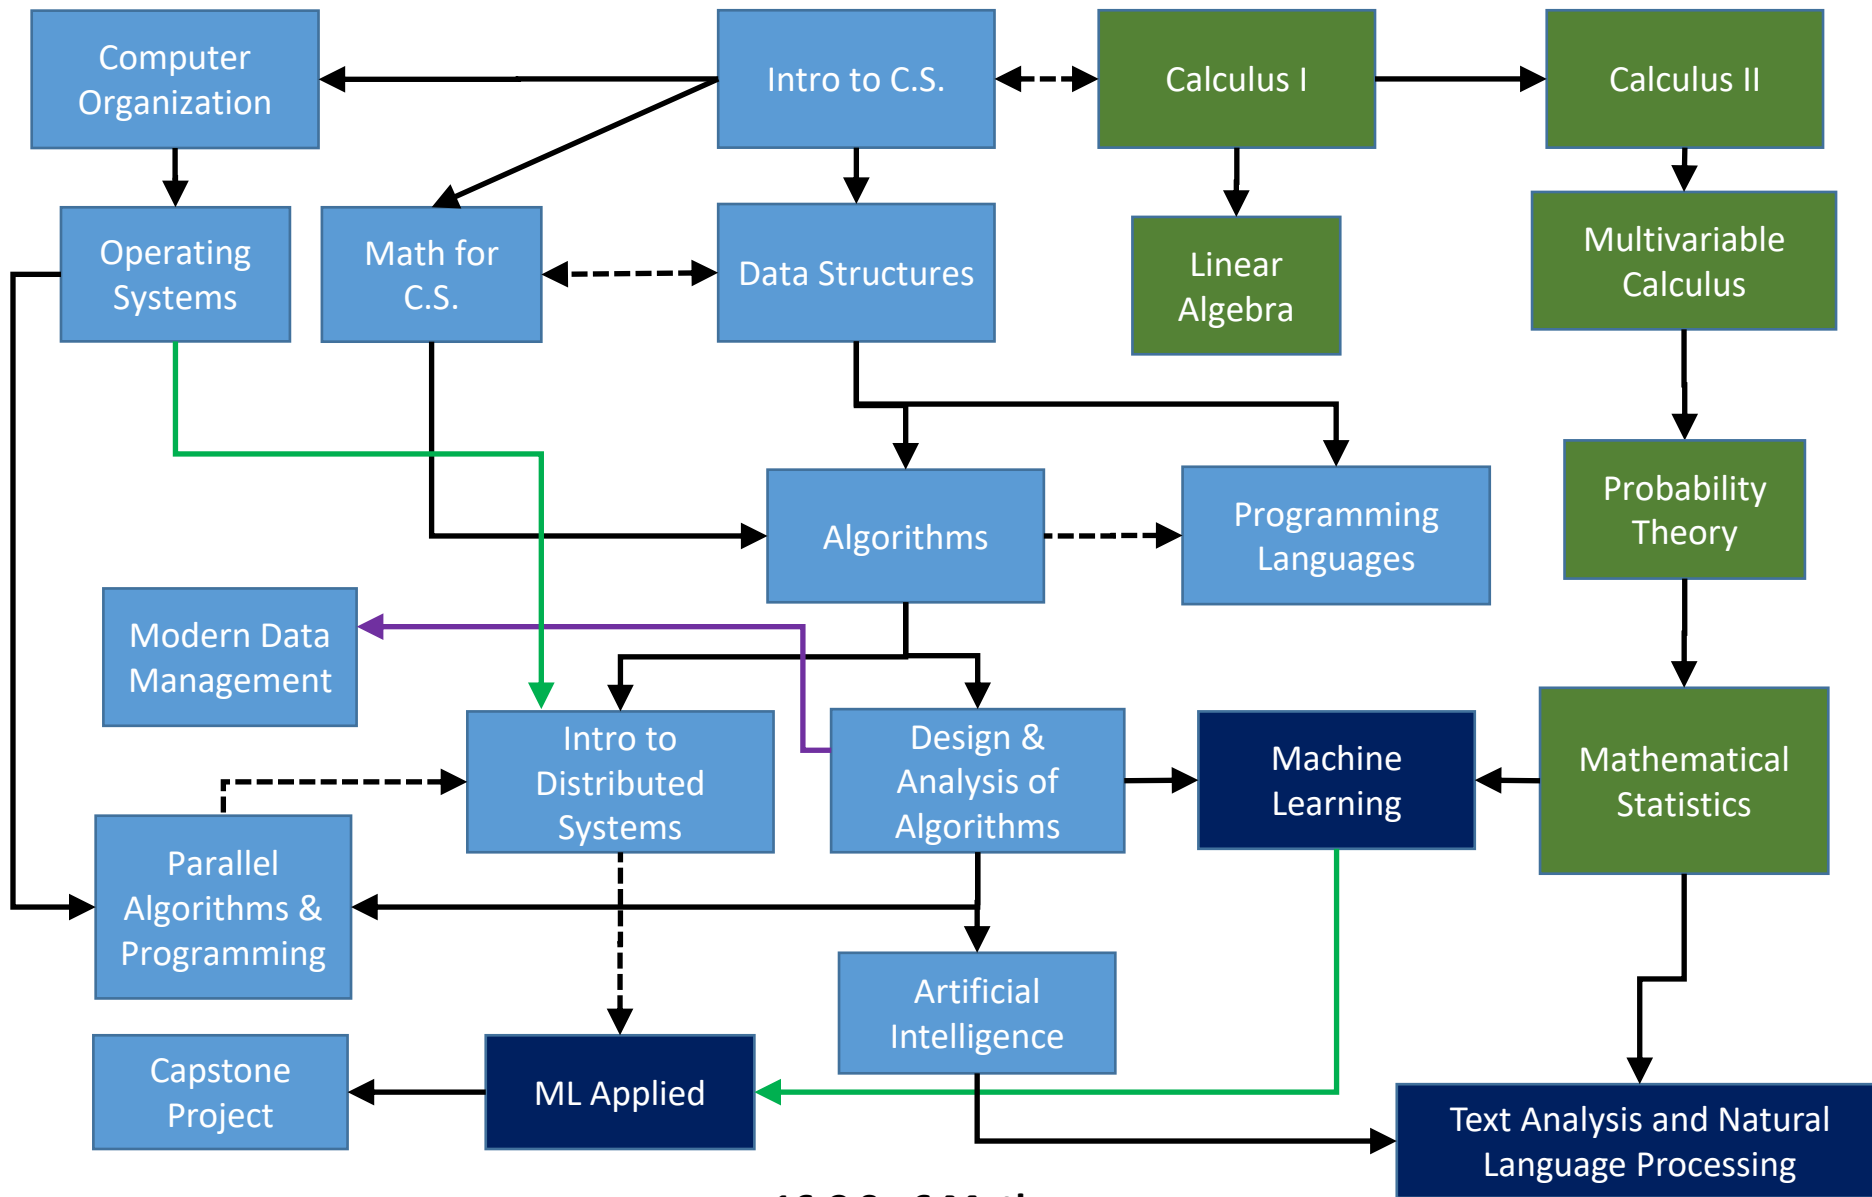 Computer
Organization
Intro to C.S.
Calculus I
Calculus II
Operating
Systems
Math for
C.S.
Data Structures
Linear
Algebra
Multivariable
Calculus
Algorithms
Programming
Languages
Probability
Theory
Modern Data
Management
Intro to
Distributed
Systems
Design &
Analysis of
Algorithms
Machine
Learning
Mathematical
Statistics
Parallel
Algorithms &
Programming
Artificial
Intelligence
Capstone
Project
ML Applied
Text Analysis and Natural
Language Processing